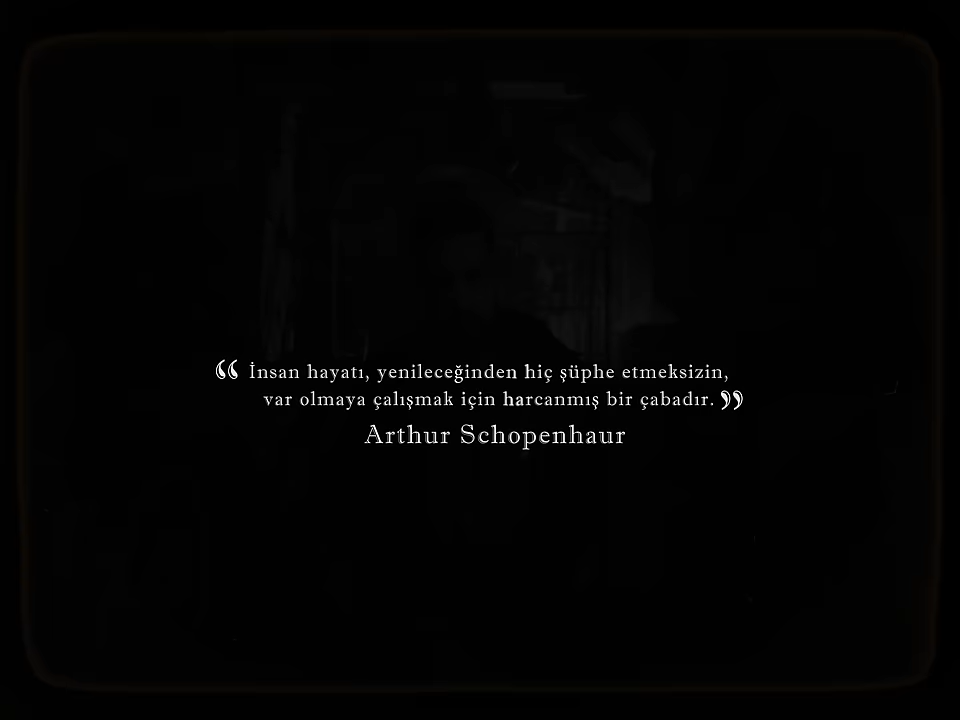 “ İnsan hayatı, yenileceğinden hiç şüphe etmeksizin,
var olmaya çalışmak için harcanmış bir çabadır. ”
Arthur Schopenhaur